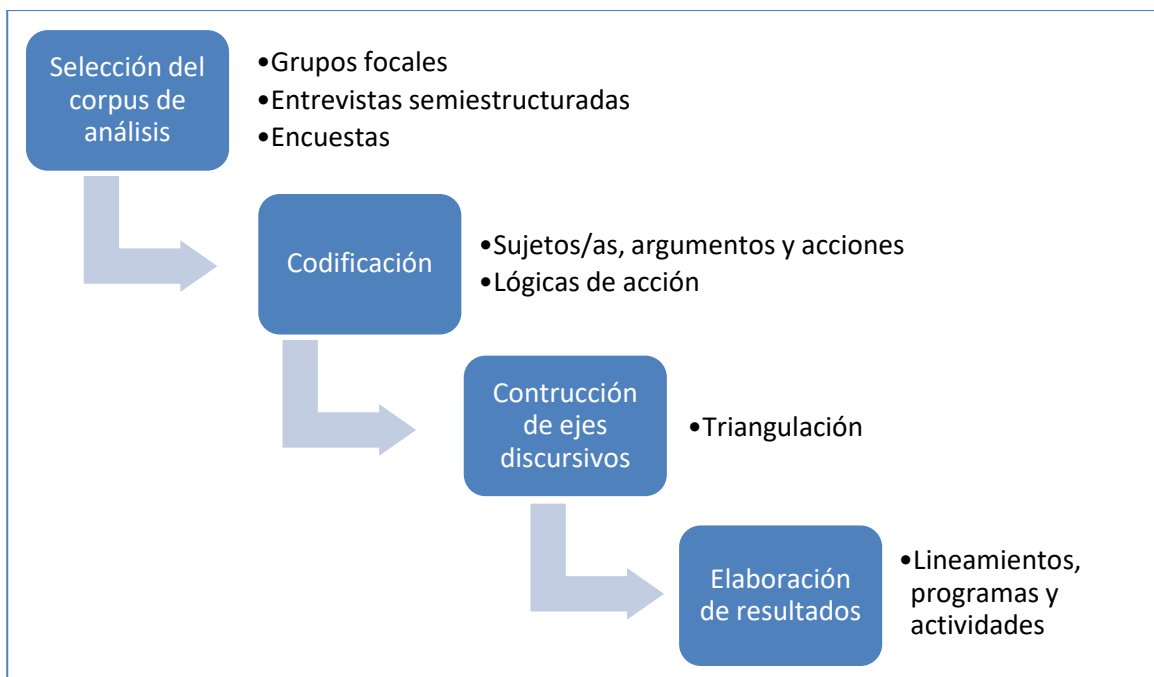 Selección del
corpus de
análisis
•Grupos focales
•Entrevistas semiestructuradas
•Encuestas
Codificación
•Sujetos/as, argumentos y acciones
•Lógicas de acción
Contrucción
de ejes
discursivos
•Triangulación
Elaboración
de resultados
•Lineamientos,
programas y
actividades